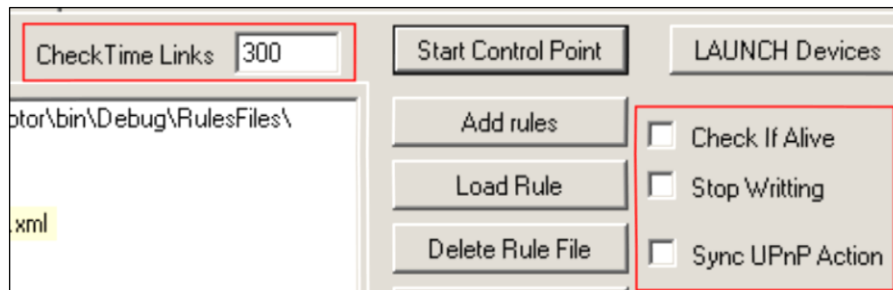 CheckTime Links 300 Start Control Point LAUNCH Devices
otor\bin\Debug\RulesFiles\ Add rules
Check If Alive
Load Rule Stop Writting
.xml
Delete Rule File Sync UPnP Action